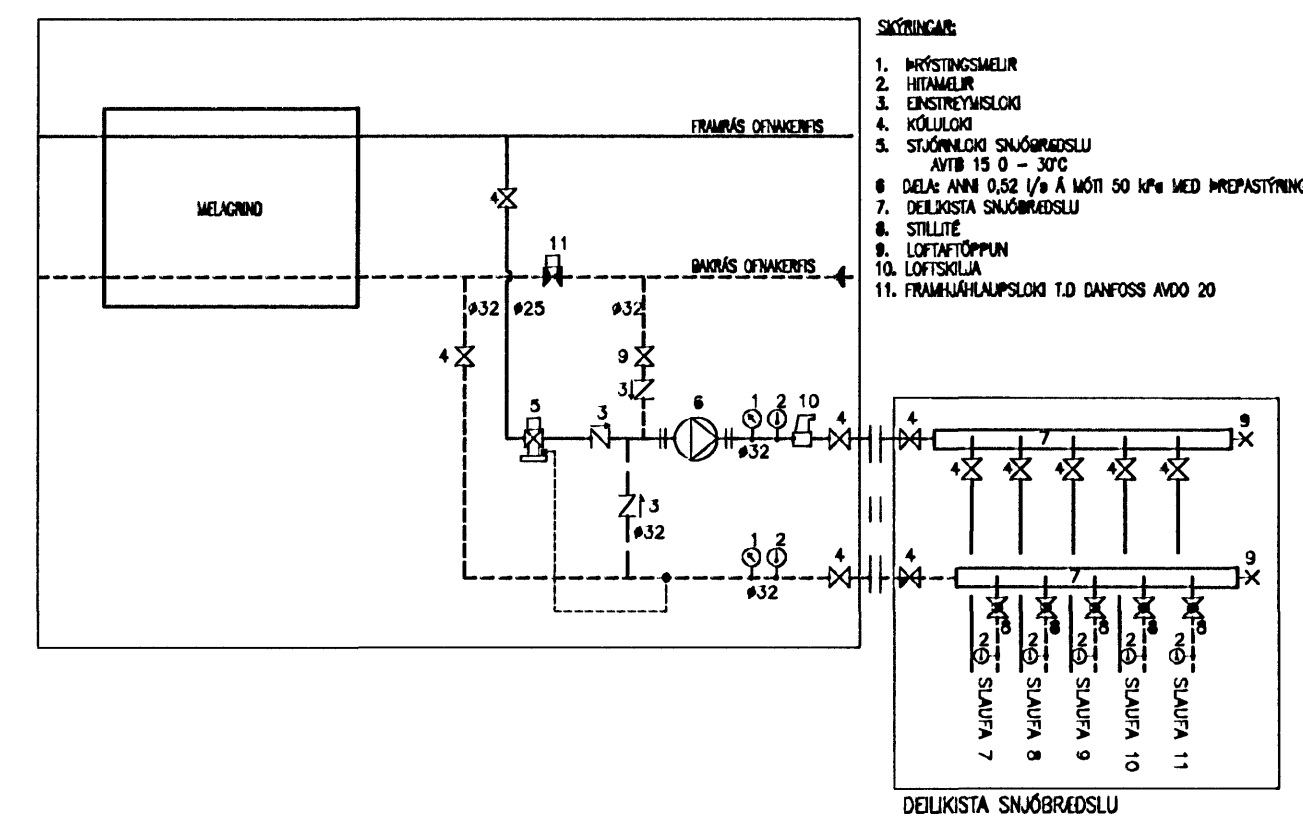 SKÝRINGAR:
1. ÞRÝSTINGSMÆLIR
2. HITAMÆLIR
3. EINSTREYMISLOKI
4. KÚLULOKI
5. STJÓRNLOKI SNJÓBRÆÐSLU
AVTB 15 0 - 30°C
6 DÆLA: ANNI 0,52 l/s Á MÓTI 50 kPa MED ÞREPASTÝRING
7. DEILIKISTA SNJÓBRÆÐSLU
8. STILLITÉ
9. LOFTAFTÖPPUN
10. LOFTSKILJA
11. FRAMHJÁHLAUPSLOKI T.D DANFOSS AVDO 20
FRAMRÁS OFNAKERFIS
MÆLAGRIND
4
11
BAKRÁS OFNAKERFIS
ø32 ø25 ø32
4 9
3
5 3 6 1 2 10 4 4 7 9
ø32
4 4 4 4 4
3
ø32
1 2 4 4 7 9
ø32
8 8 8 8 8
2 2 2 2 2
SLAUFA 7
SLAUFA 8
SLAUFA 9
SLAUFA 10
SLAUFA 11
DEILIKISTA SNJÓBRÆÐSLU